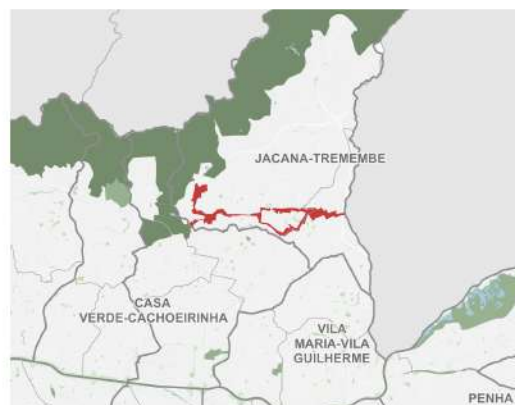 JACANA-TREMEMBE
CASA
VERDE-CACHOEIRINHA
VILA
MARIA-VILA
GUILHERME
PENHA